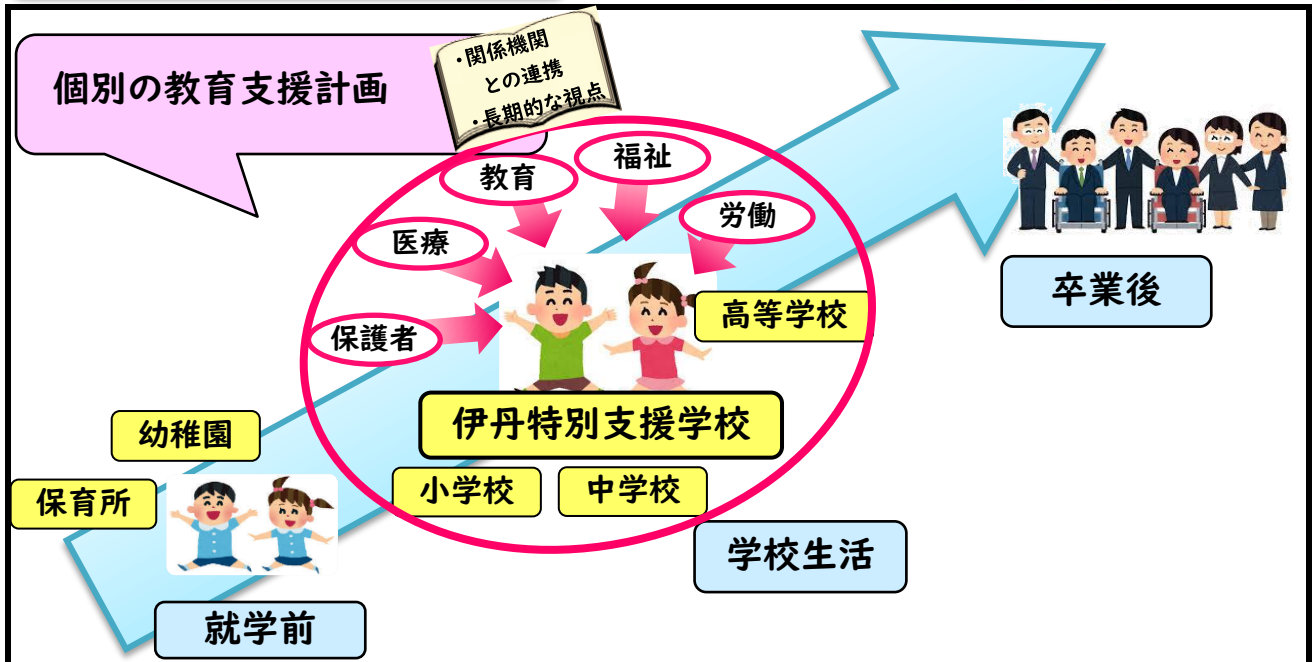 個別の教育支援計画
・関係機関
との連携
・長期的な視点
福祉
教育
労働
医療
保護者
高等学校
卒業後
伊丹特別支援学校
幼稚園
小学校
中学校
保育所
学校生活
就学前